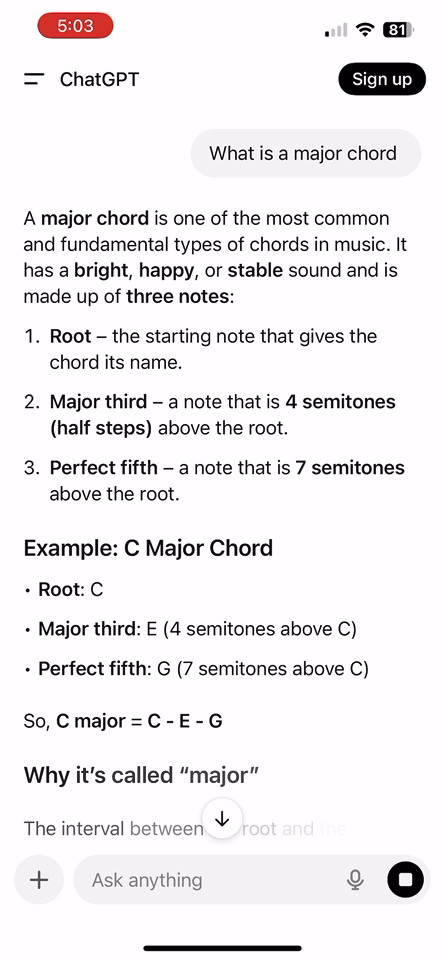 5:03
81
ChatGPT
Sign up
What is a major chord
A major chord is one of the most common
and fundamental types of chords in music. It
has a bright, happy, or stable sound and is
made up of three notes:
1. Root – the starting note that gives the
chord its name.
2. Major third – a note that is 4 semitones
(half steps) above the root.
3. Perfect fifth – a note that is 7 semitones
above the root.
Example: C Major Chord
• Root: C
• Major third: E (4 semitones above C)
• Perfect fifth: G (7 semitones above C)
So, C major = C - E - G
Why it's called “major”
The interval between root and the
Ask anything